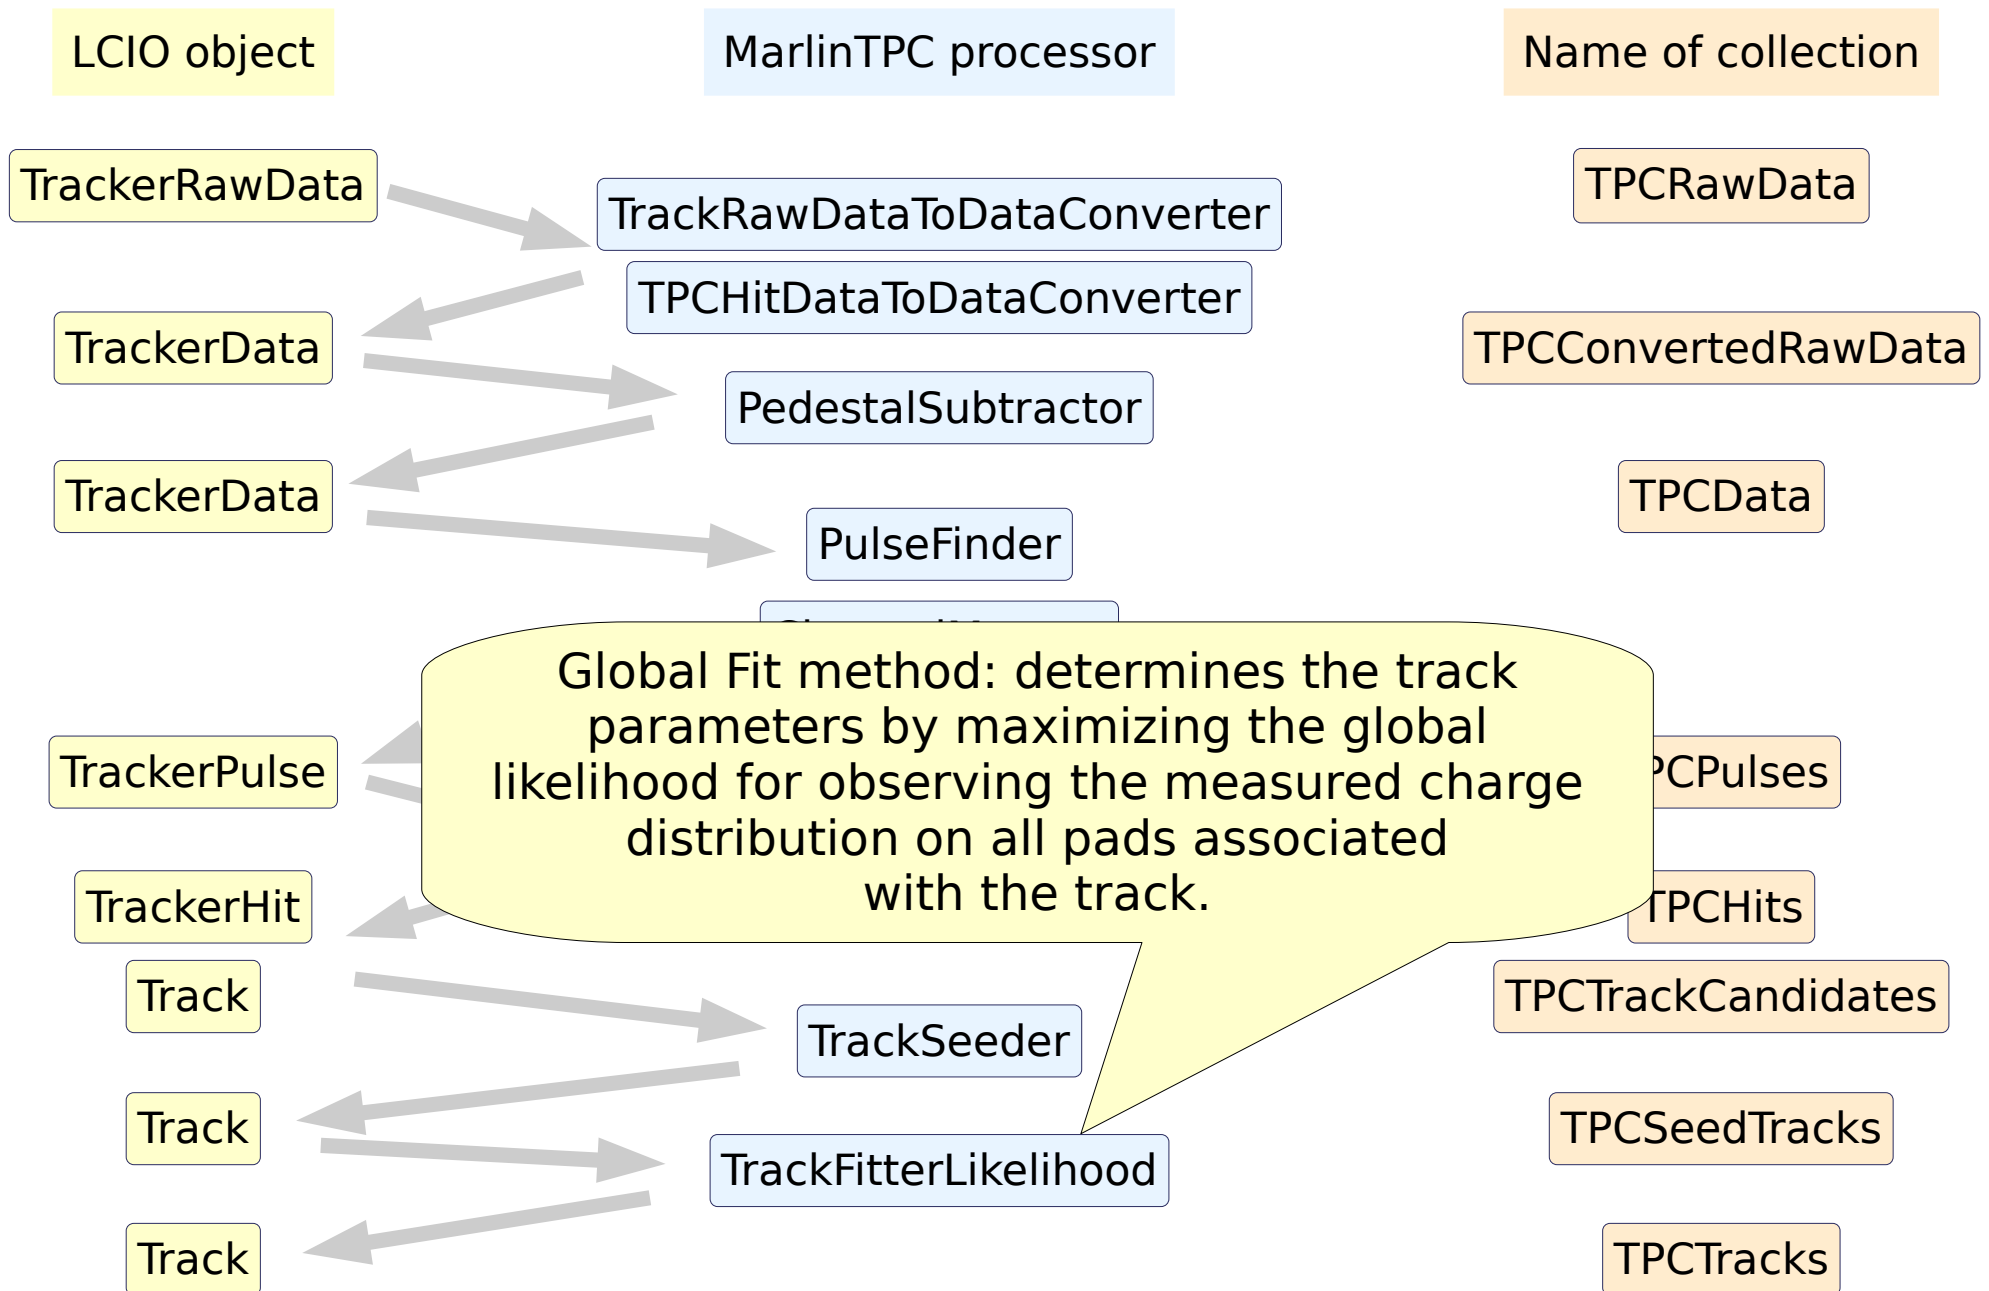 LCIO object
MarlinTPC processor
Name of collection
TrackerRawData
TPCRawData
TrackRawDataToDataConverter
TPCHitDataToDataConverter
TrackerData
TPCConvertedRawData
PedestalSubtractor
TrackerData
TPCData
PulseFinder
Global Fit method: determines the track
parameters by maximizing the global
likelihood for observing the measured charge
distribution on all pads associated
with the track.
TrackerPulse
PCPulses
TrackerHit
TPCHits
Track
TPCTrackCandidates
TrackSeeder
Track
TPCSeedTracks
TrackFitterLikelihood
Track
TPCTracks